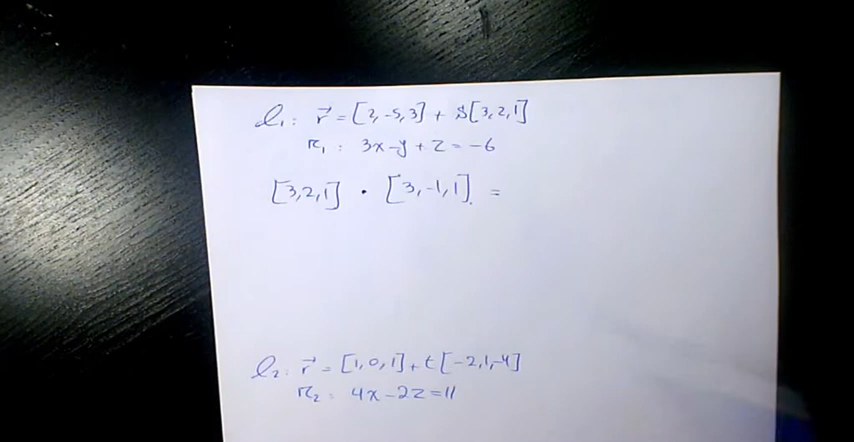 ℓ₁: r⃗ = [2, -5, 3] + s[3, 2, 1]
π₁: 3x - y + z = -6
[3, 2, 1] · [3, -1, 1] =
ℓ₂: r⃗ = [1, 0, 1] + t[-2, 1, -4]
π₂: 4x - 2z = 11